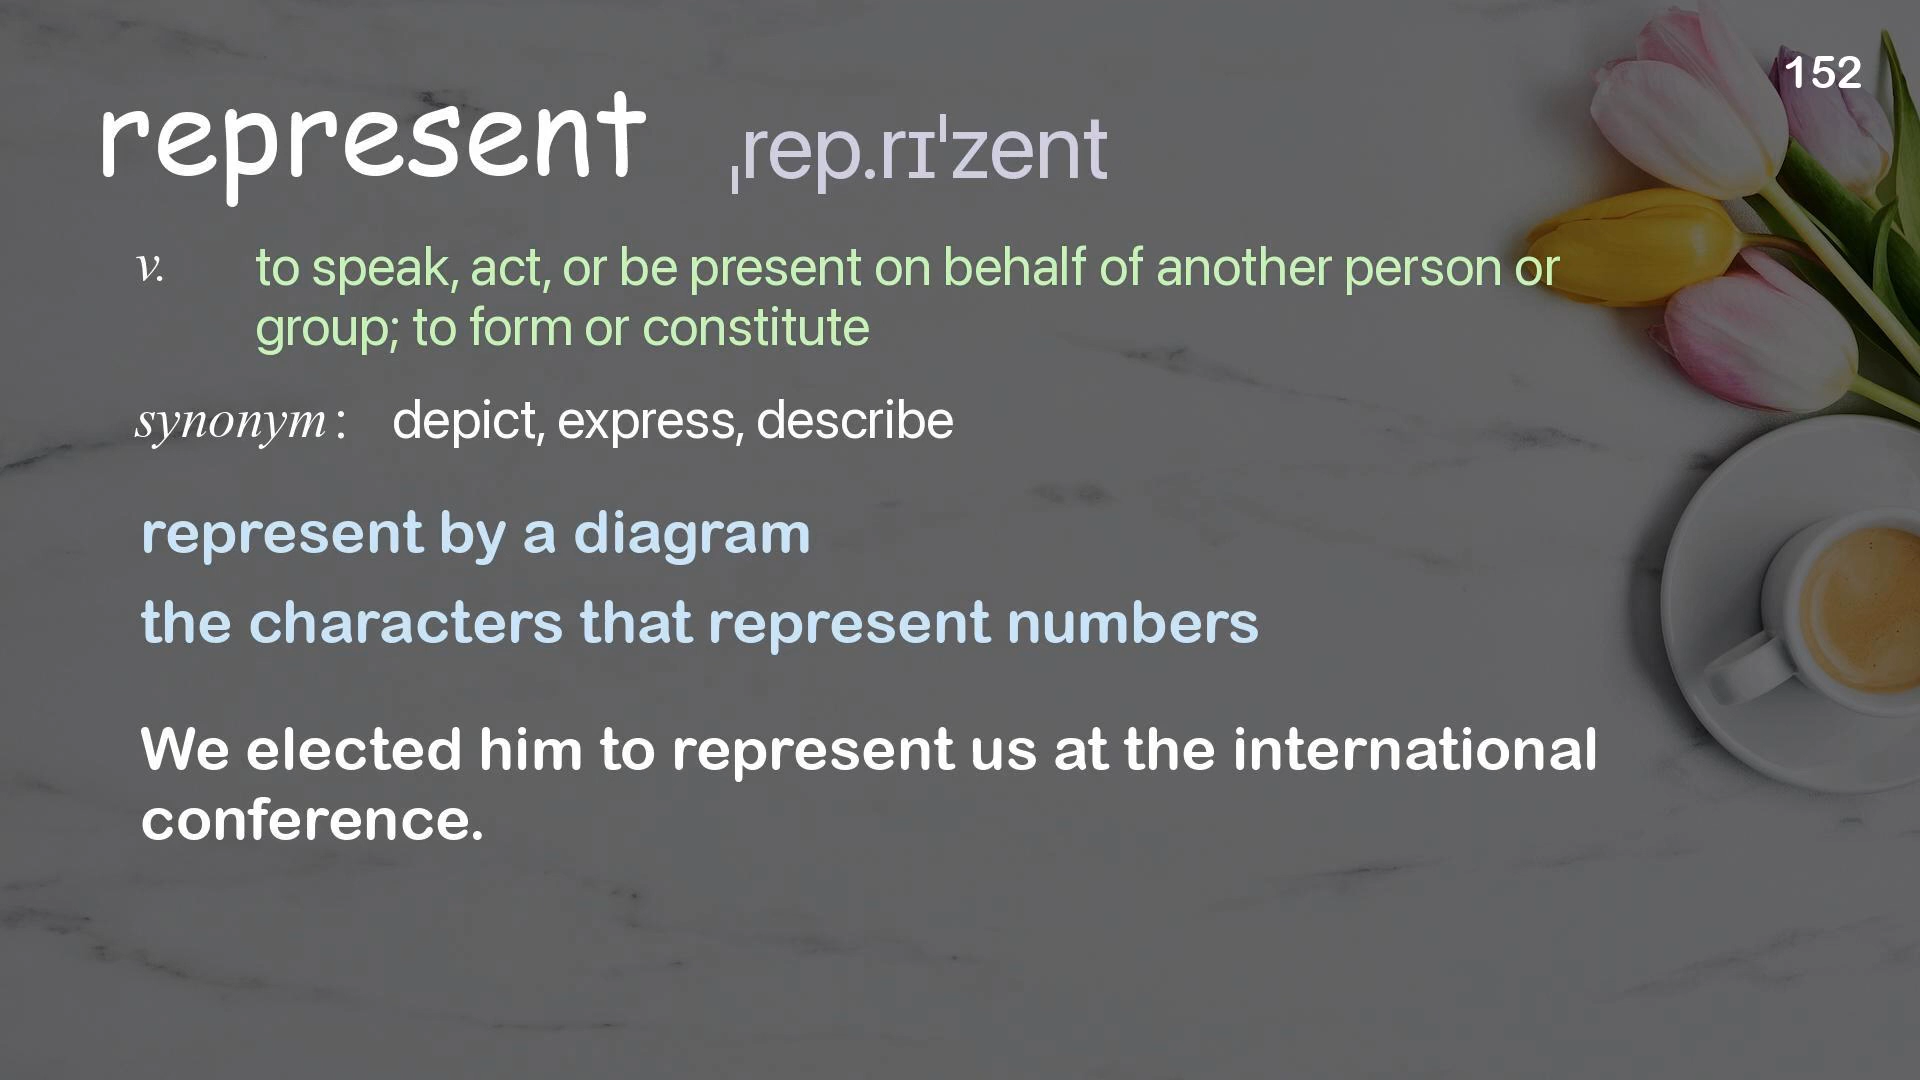 152
represent ˌrep.rɪˈzent
v. to speak, act, or be present on behalf of another person or
group; to form or constitute
synonym: depict, express, describe
represent by a diagram
the characters that represent numbers
We elected him to represent us at the international
conference.